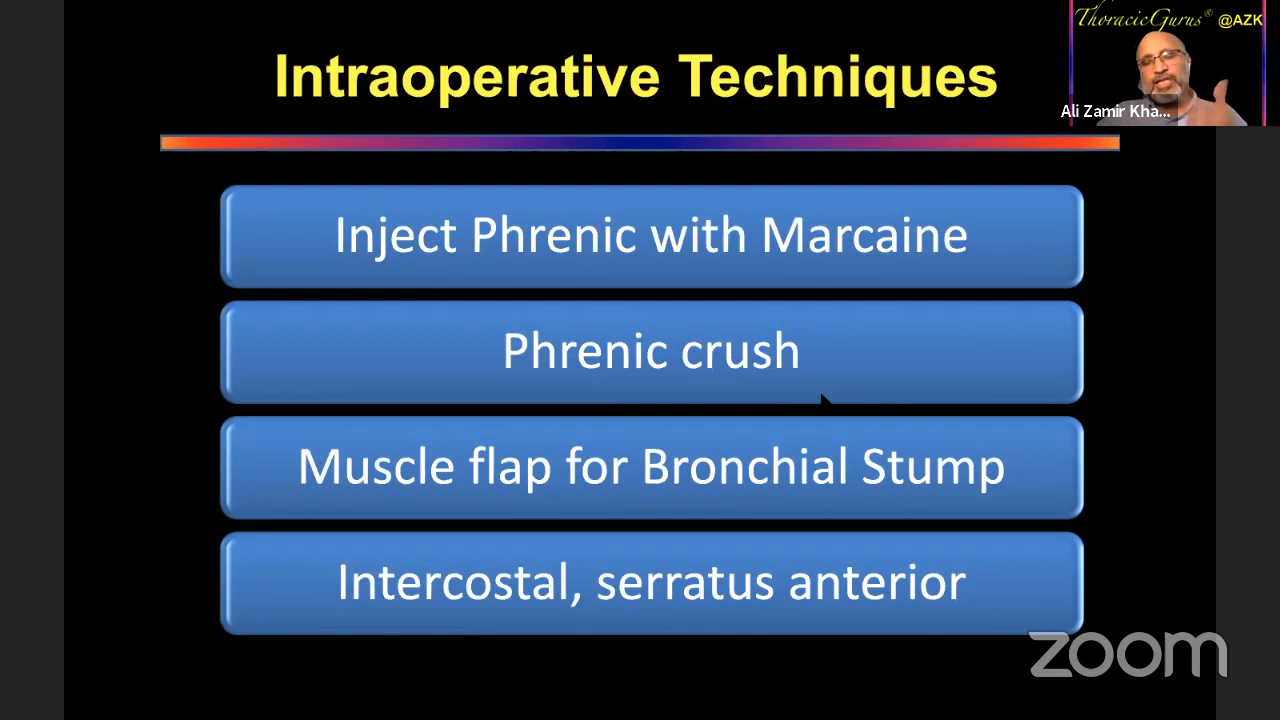 ThoracicGurus® @AZK
Intraoperative Techniques
Ali Zamir Kha...
Inject Phrenic with Marcaine
Phrenic crush
Muscle flap for Bronchial Stump
Intercostal, serratus anterior
zoom